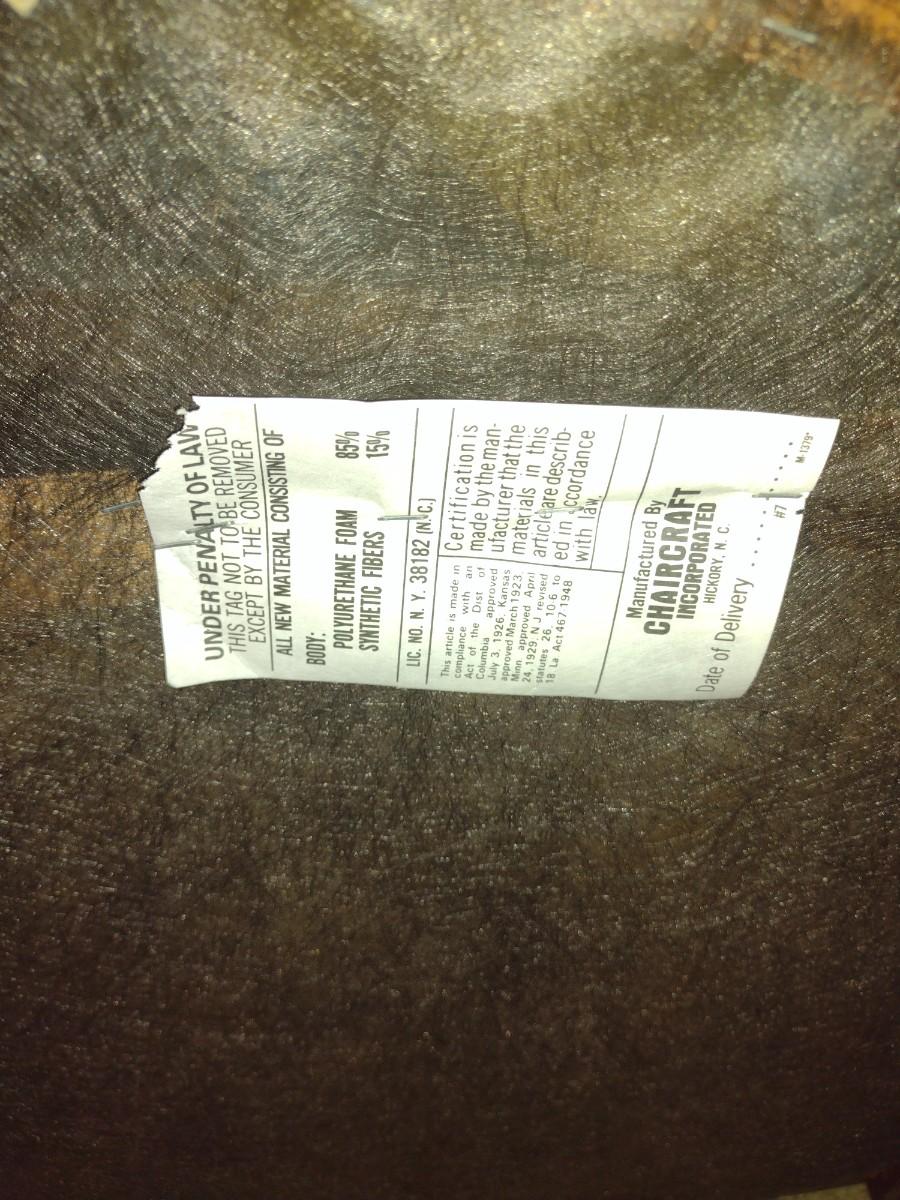 UNDER PENALTY OF LAW
THIS TAG NOT TO BE REMOVED
EXCEPT BY THE CONSUMER
ALL NEW MATERIAL CONSISTING OF
BODY:
POLYURETHANE FOAM 85%
SYNTHETIC FIBERS 15%
LIC. NO. N. Y. 38182 (N.C.)
This article is made in
compliance with an
Act of the Dist of
Columbia approved
July 3, 1926, Kansas
approved March 1923,
Minn approved April
24, 1929, N J revised
statutes 26, 10-6 to
18 La Act 467 1948
Certification is
made by the man-
ufacturer that the
materials in this
article are describ-
ed in accordance
with law.
Manufactured By
CHAIRCRAFT
INCORPORATED
HICKORY, N. C.
Date of Delivery ............
#7
M-1379*